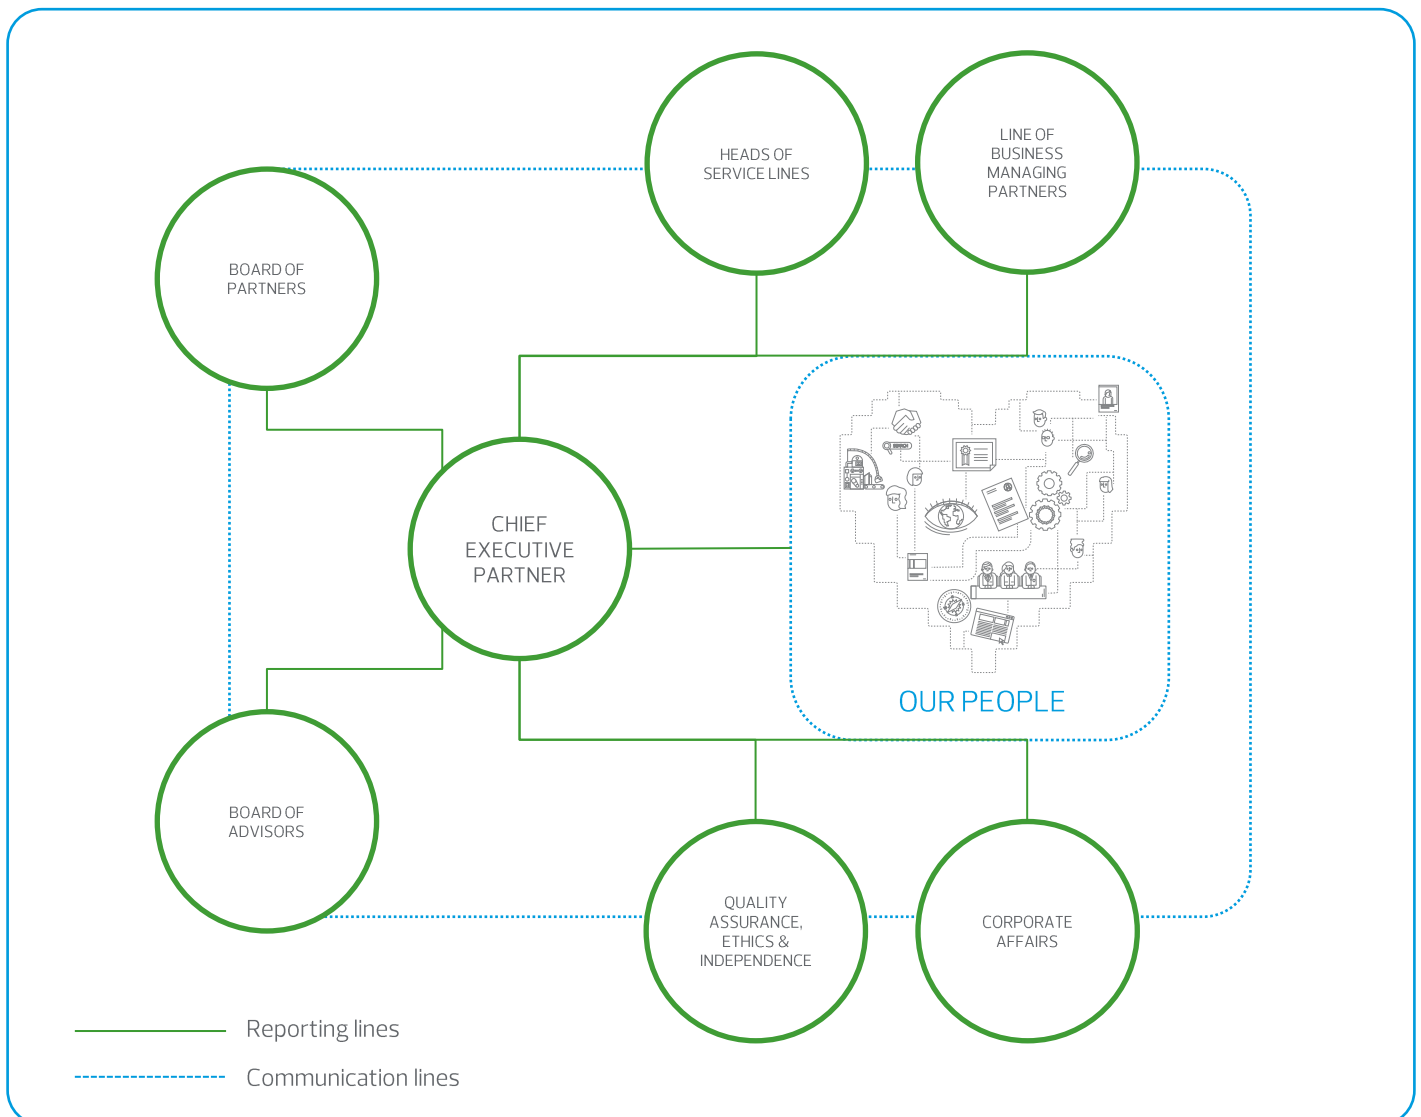 HEADS OF
SERVICE LINES
LINE OF
BUSINESS
MANAGING
PARTNERS
BOARD OF
PARTNERS
CHIEF
EXECUTIVE
PARTNER
SEARCH
OUR PEOPLE
BOARD OF
ADVISORS
QUALITY
ASSURANCE,
ETHICS &
INDEPENDENCE
CORPORATE
AFFAIRS
Reporting lines
Communication lines